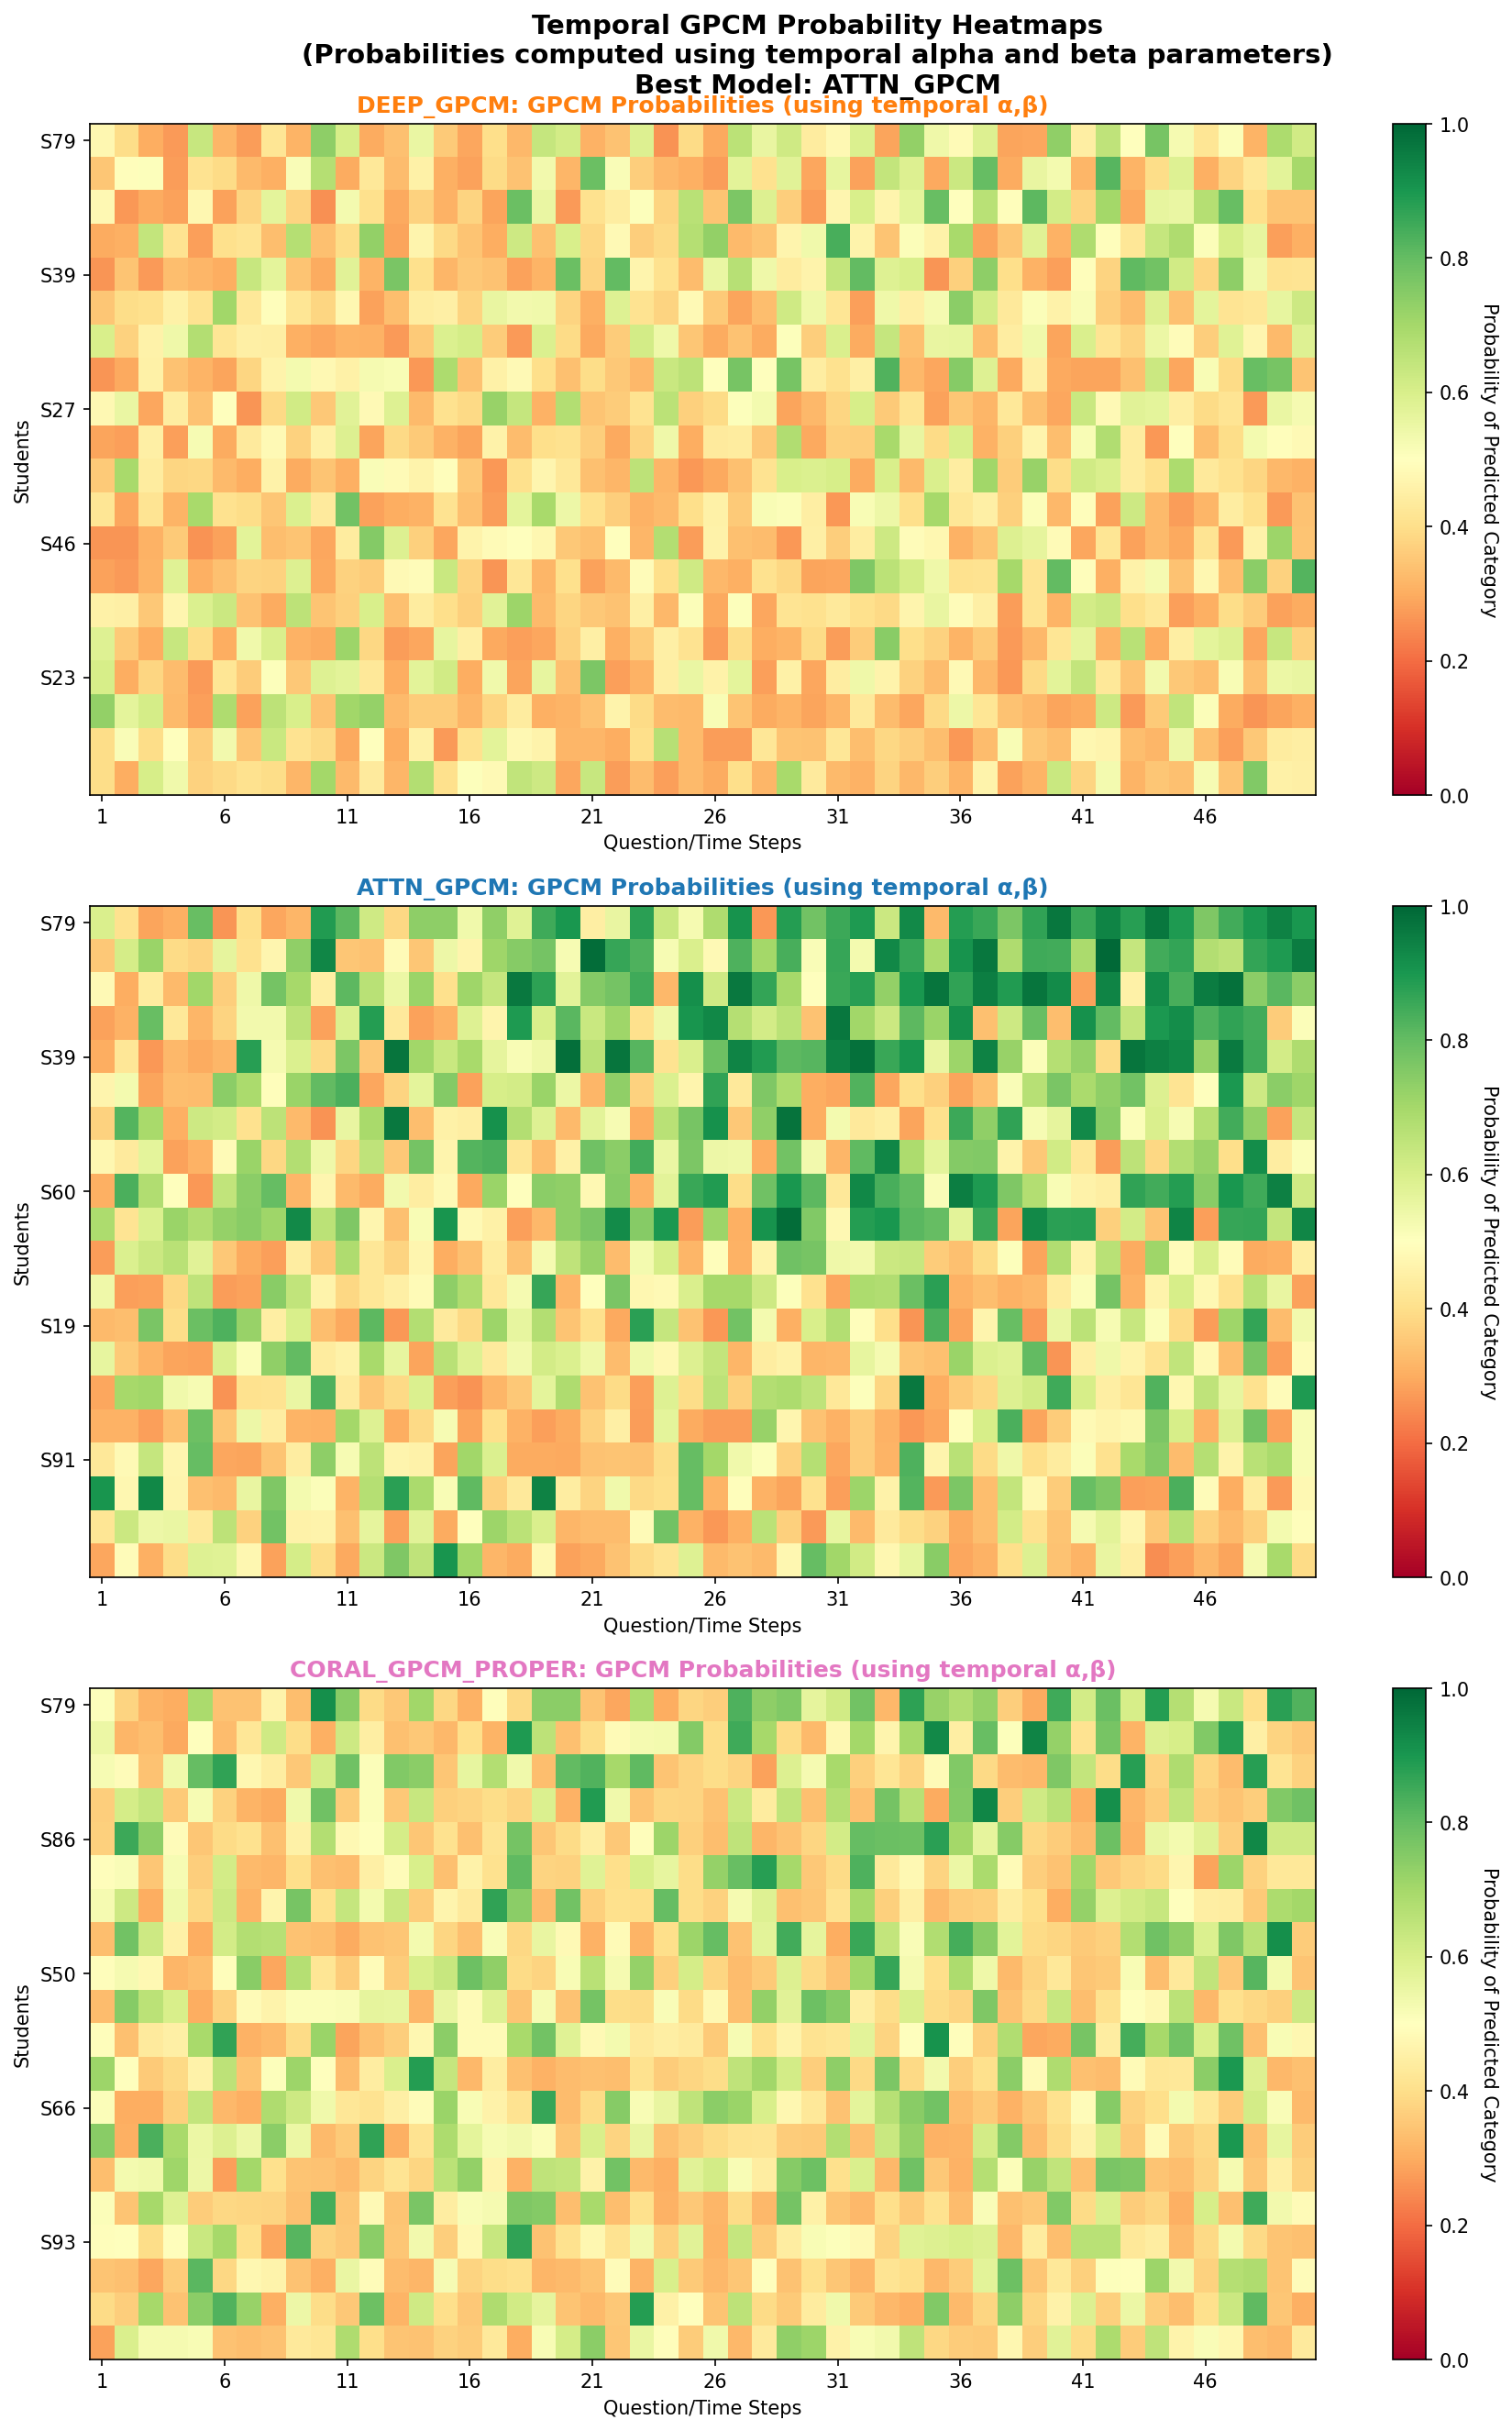 Temporal GPCM Probability Heatmaps
(Probabilities computed using temporal alpha and beta parameters)
Best Model: ATTN_GPCM
DEEP_GPCM: GPCM Probabilities (using temporal α,β)
S79
S39
S27
S46
S23
Students
1 6 11 16 21 26 31 36 41 46
Question/Time Steps
1.0
0.8
0.6
0.4
0.2
0.0
Probability of Predicted Category
ATTN_GPCM: GPCM Probabilities (using temporal α,β)
S79
S39
S60
S19
S91
Students
1 6 11 16 21 26 31 36 41 46
Question/Time Steps
1.0
0.8
0.6
0.4
0.2
0.0
Probability of Predicted Category
CORAL_GPCM_PROPER: GPCM Probabilities (using temporal α,β)
S79
S86
S50
S66
S93
Students
1 6 11 16 21 26 31 36 41 46
Question/Time Steps
1.0
0.8
0.6
0.4
0.2
0.0
Probability of Predicted Category